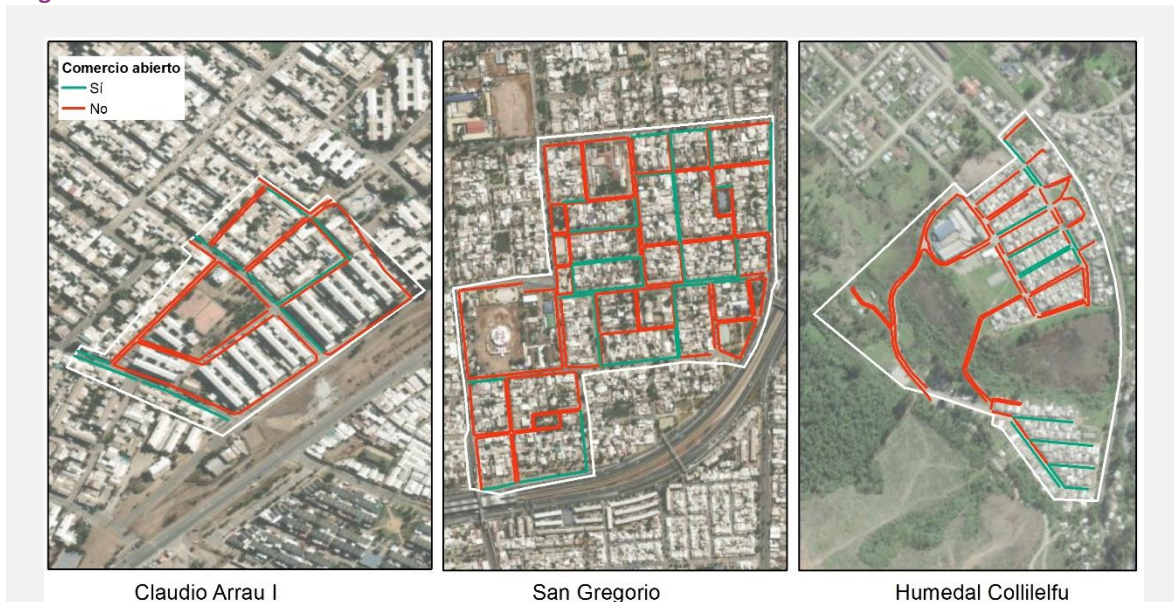 Comercio abierto
Sí
No
Claudio Arrau I
San Gregorio
Humedal Collilelfu